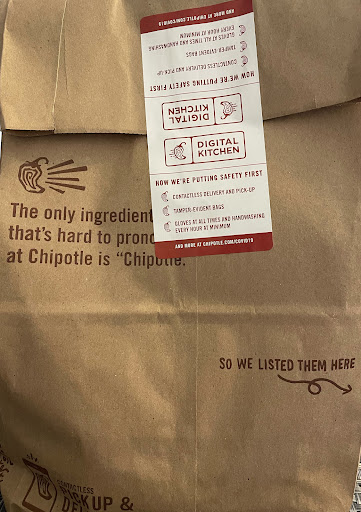 AND MORE AT CHIPOTLE.COM/COVID19
GLOVES AT ALL TIMES AND HANDWASHING
EVERY HOUR AT MINIMUM
TAMPER-EVIDENT BAGS
CONTACTLESS DELIVERY AND PICK-UP
HOW WE'RE PUTTING SAFETY FIRST
DIGITAL
KITCHEN
DIGITAL
KITCHEN
HOW WE'RE PUTTING SAFETY FIRST
CONTACTLESS DELIVERY AND PICK-UP
TAMPER-EVIDENT BAGS
GLOVES AT ALL TIMES AND HANDWASHING
EVERY HOUR AT MINIMUM
AND MORE AT CHIPOTLE.COM/COVID19
The only ingredient
that's hard to pronc
at Chipotle is "Chipotle."
SO WE LISTED THEM HERE
CONTACTLESS
PICKUP &